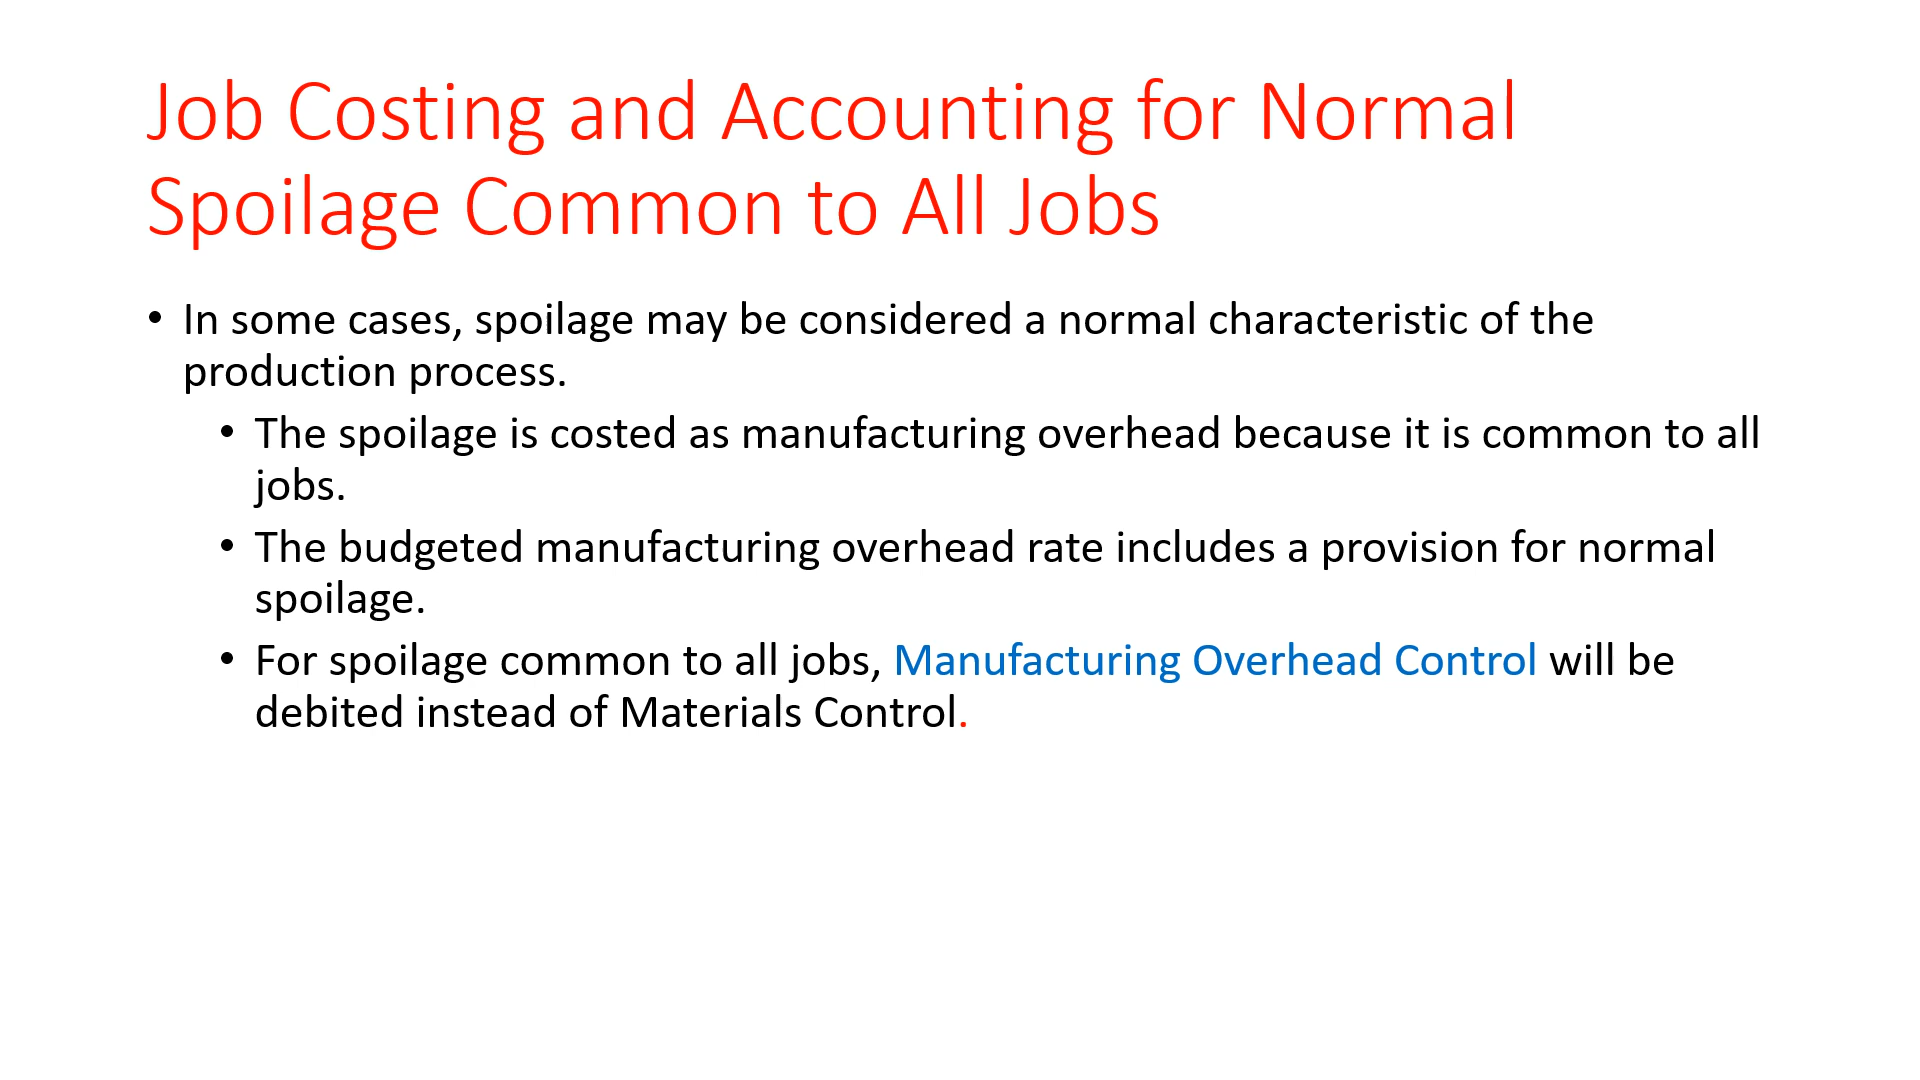 Job Costing and Accounting for Normal
Spoilage Common to All Jobs
• In some cases, spoilage may be considered a normal characteristic of the
production process.
• The spoilage is costed as manufacturing overhead because it is common to all
jobs.
• The budgeted manufacturing overhead rate includes a provision for normal
spoilage.
• For spoilage common to all jobs, Manufacturing Overhead Control will be
debited instead of Materials Control.